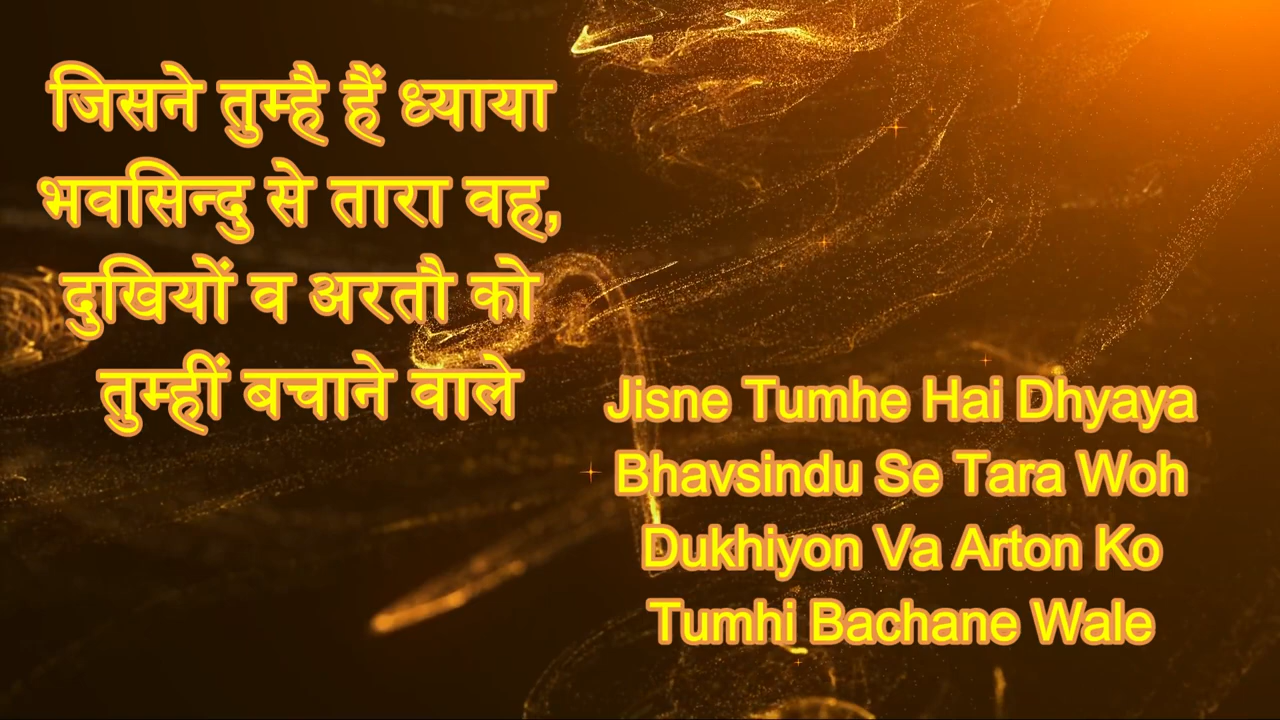 जिसने तुम्है हैं ध्याया
भवसिन्दु से तारा वह,
दुखियों व अरतौ को
तुम्हीं बचाने वाले
Jisne Tumhe Hai Dhyaya
Bhavsindu Se Tara Woh
Dukhiyon Va Arton Ko
Tumhi Bachane Wale